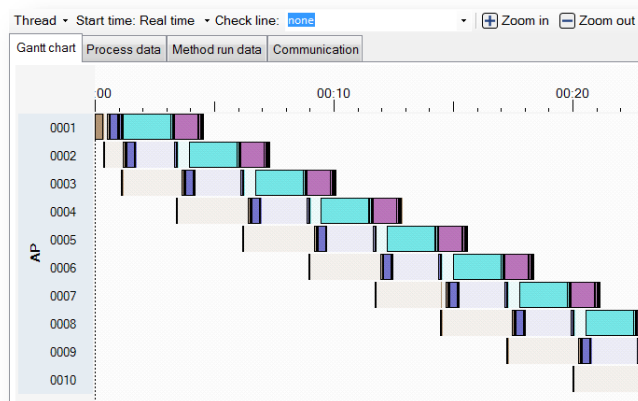 Thread Start time: Real time Check line: none Zoom in Zoom out
Gantt chart Process data Method run data Communication
:00 00:10 00:20
AP
0001
0002
0003
0004
0005
0006
0007
0008
0009
0010